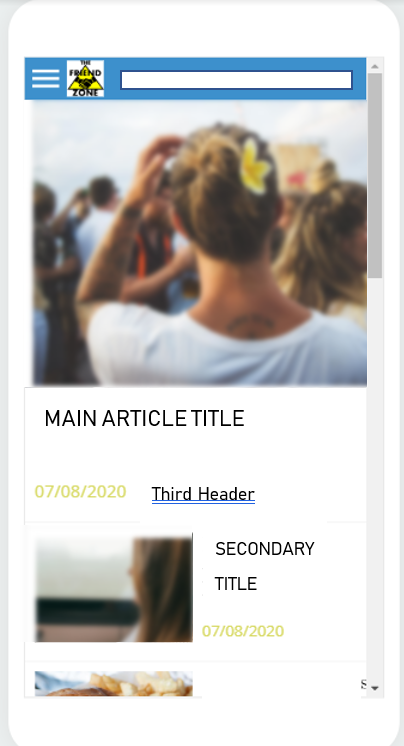 THE
FRIEND
ZONE
MAIN ARTICLE TITLE
07/08/2020 Third Header
SECONDARY
TITLE
07/08/2020
s